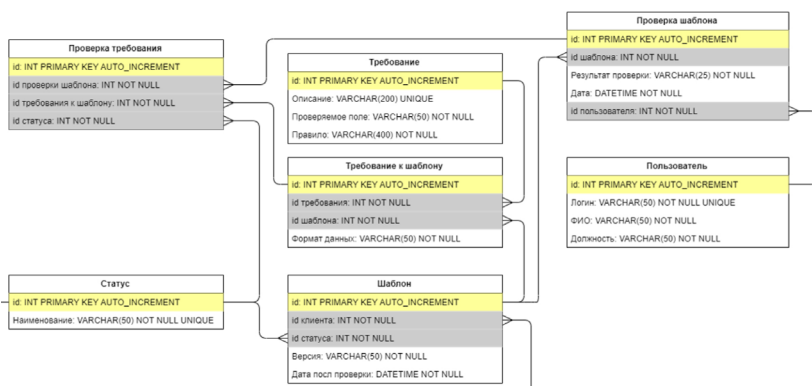 Проверка требования
id: INT PRIMARY KEY AUTO_INCREMENT
id проверки шаблона: INT NOT NULL
id требования к шаблону: INT NOT NULL
id статуса: INT NOT NULL
Требование
id: INT PRIMARY KEY AUTO_INCREMENT
Описание: VARCHAR(200) UNIQUE
Проверяемое поле: VARCHAR(50) NOT NULL
Правило: VARCHAR(400) NOT NULL
Проверка шаблона
id: INT PRIMARY KEY AUTO_INCREMENT
id шаблона: INT NOT NULL
Результат проверки: VARCHAR(25) NOT NULL
Дата: DATETIME NOT NULL
id пользователя: INT NOT NULL
Требование к шаблону
id: INT PRIMARY KEY AUTO_INCREMENT
id требования: INT NOT NULL
id шаблона: INT NOT NULL
Формат данных: VARCHAR(50) NOT NULL
Пользователь
id: INT PRIMARY KEY AUTO_INCREMENT
Логин: VARCHAR(50) NOT NULL UNIQUE
ФИО: VARCHAR(50) NOT NULL
Должность: VARCHAR(50) NOT NULL
Статус
id: INT PRIMARY KEY AUTO_INCREMENT
Наименование: VARCHAR(50) NOT NULL UNIQUE
Шаблон
id: INT PRIMARY KEY AUTO_INCREMENT
id клиента: INT NOT NULL
id статуса: INT NOT NULL
Версия: VARCHAR(50) NOT NULL
Дата посл проверки: DATETIME NOT NULL